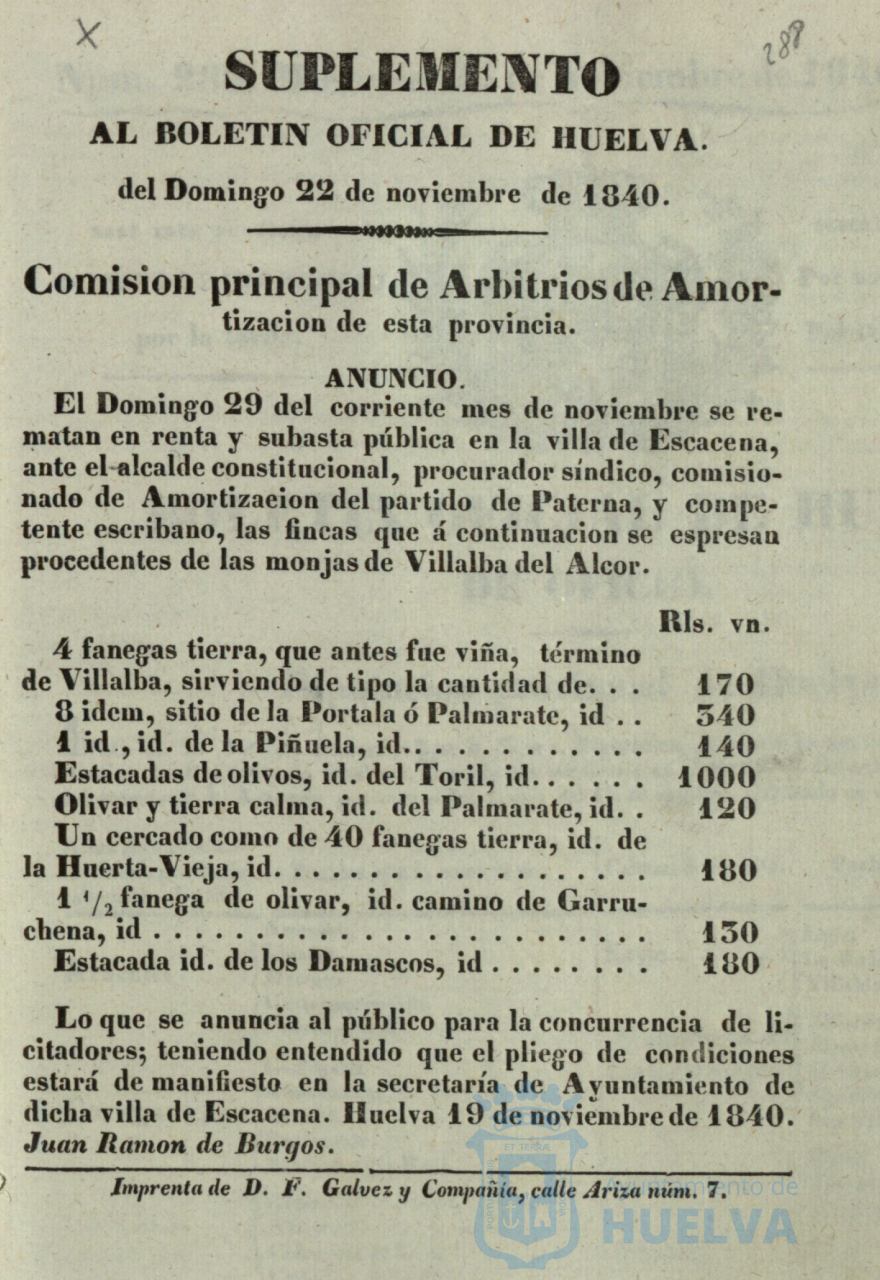 X
288
SUPLEMENTO
AL BOLETIN OFICIAL DE HUELVA.
del Domingo 22 de noviembre de 1840.
Comision principal de Arbitrios de Amor-
tizacion de esta provincia.
ANUNCIO.
El Domingo 29 del corriente mes de noviembre se re-
matan en renta y subasta pública en la villa de Escacena,
ante el alcalde constitucional, procurador síndico, comisio-
nado de Amortizacion del partido de Paterna, y compe-
tente escribano, las fincas que á continuacion se espresan
procedentes de las monjas de Villalba del Alcor.
Rls. vn.
4 fanegas tierra, que antes fue viña, término
de Villalba, sirviendo de tipo la cantidad de. . . 170
8 idem, sitio de la Portala ó Palmarate, id . . 340
1 id., id. de la Piñuela, id.. . . . . . . . . . . . 140
Estacadas de olivos, id. del Toril, id. . . . . . 1000
Olivar y tierra calma, id. del Palmarate, id. . 120
Un cercado como de 40 fanegas tierra, id. de
la Huerta-Vieja, id. . . . . . . . . . . . . . . . . . . 180
1 1/2 fanega de olivar, id. camino de Garru-
chena, id . . . . . . . . . . . . . . . . . . . . . . . . 130
Estacada id. de los Damascos, id . . . . . . . . 180
Lo que se anuncia al público para la concurrencia de li-
citadores; teniendo entendido que el pliego de condiciones
estará de manifiesto en la secretaría de Ayuntamiento de
dicha villa de Escacena. Huelva 19 de noviembre de 1840.
Juan Ramon de Burgos.
Imprenta de D. F. Galvez y Compañía, calle Ariza núm. 7.
Ayuntamiento de
HUELVA